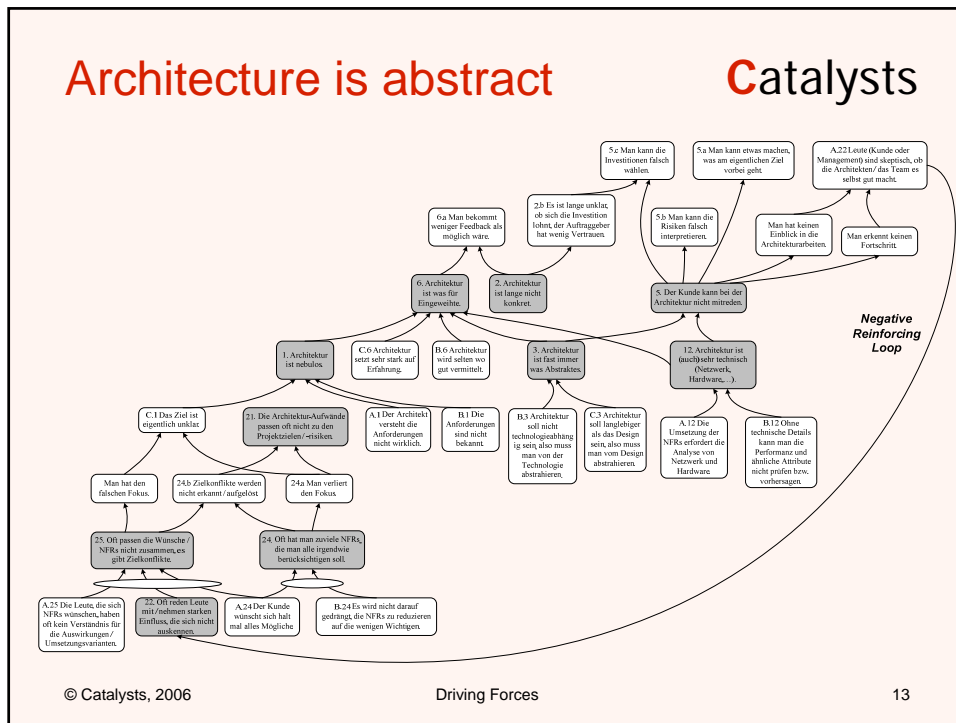 Architecture is abstract
Catalysts
5.c Man kann die
Investitionen falsch
wählen.
5.a Man kann etwas machen,
was am eigentlichen Ziel
vorbei geht.
A.22 Leute (Kunde oder
Management) sind skeptisch, ob
die Architekten/das Team es
selbst gut macht.
6.a Man bekommt
weniger Feedback als
möglich wäre.
2.b Es ist lange unklar,
ob sich die Investition
lohnt, der Auftraggeber
hat wenig Vertrauen.
5.b Man kann die
Risiken falsch
interpretieren.
Man hat keinen
Einblick in die
Architekturarbeiten.
Man erkennt keinen
Fortschritt.
6. Architektur
ist was für
Eingeweihte.
2. Architektur
ist lange nicht
konkret.
5. Der Kunde kann bei der
Architektur nicht mitreden.
Negative
Reinforcing
Loop
1. Architektur
ist nebulos.
C.6 Architektur
setzt sehr stark auf
Erfahrung.
B.6 Architektur
wird selten wo
gut vermittelt.
3. Architektur
ist fast immer
was Abstraktes.
12. Architektur ist
(auch) sehr technisch
(Netzwerk,
Hardware,...).
C.1 Das Ziel ist
eigentlich unklar.
21. Die Architektur-Aufwände
passen oft nicht zu den
Projektzielen/-risiken.
A.1 Der Architekt
versteht die
Anforderungen
nicht wirklich.
B.1 Die
Anforderungen
sind nicht
bekannt.
B.3 Architektur
soll nicht
technologieabhäng
ig sein, also muss
man von der
Technologie
abstrahieren.
C.3 Architektur
soll langlebiger
als das Design
sein, also muss
man vom Design
abstrahieren.
A.12 Die
Umsetzung der
NFRs erfordert die
Analyse von
Netzwerk und
Hardware.
B.12 Ohne
technische Details
kann man die
Performanz und
ähnliche Attribute
nicht prüfen bzw.
vorhersagen.
Man hat den
falschen Fokus.
24.b Zielkonflikte werden
nicht erkannt/aufgelöst.
24.a Man verliert
den Fokus.
25. Oft passen die Wünsche /
NFRs nicht zusammen, es
gibt Zielkonflikte.
24. Oft hat man zuviele NFRs,
die man alle irgendwie
berücksichtigen soll.
A.25 Die Leute, die sich
NFRs wünschen, haben
oft kein Verständnis für
die Auswirkungen/
Umsetzungsvarianten.
22. Oft reden Leute
mit/nehmen starken
Einfluss, die sich nicht
auskennen.
A.24 Der Kunde
wünscht sich halt
mal alles Mögliche.
B.24 Es wird nicht darauf
gedrängt, die NFRs zu reduzieren
auf die wenigen Wichtigen.
© Catalysts, 2006
Driving Forces
13